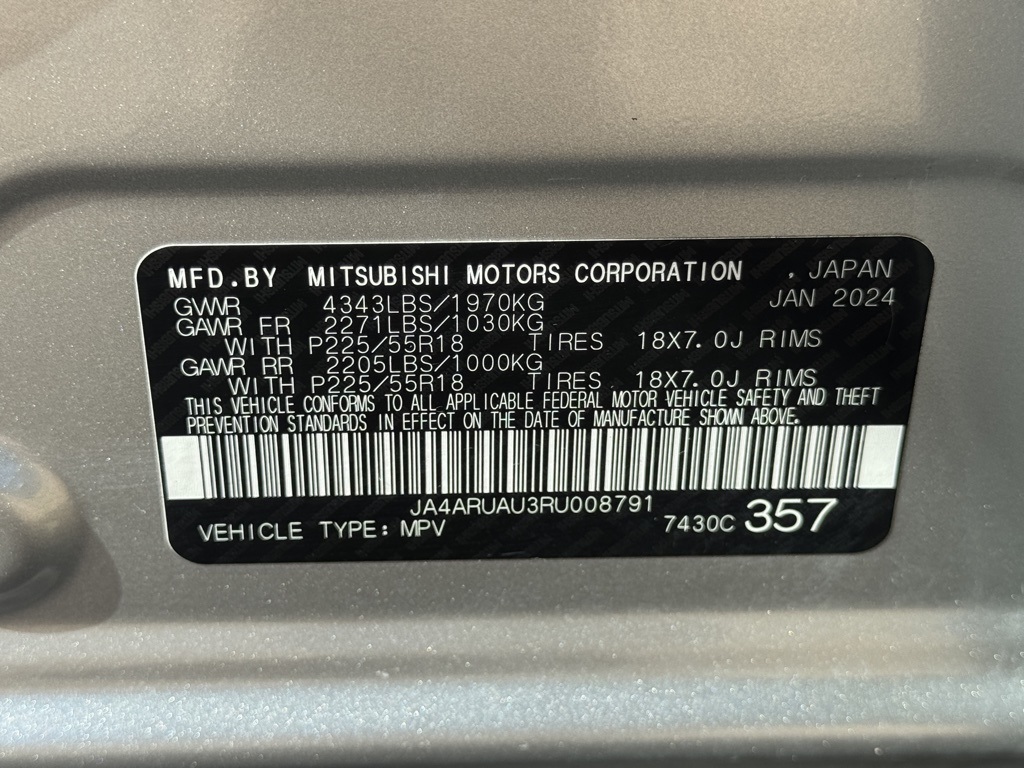 MFD.BY MITSUBISHI MOTORS CORPORATION . JAPAN
GWWR 4343LBS/1970KG JAN 2024
GAWR FR 2271LBS/1030KG
WITH P225/55R18 TIRES 18X7.0J RIMS
GAWR RR 2205LBS/1000KG
WITH P225/55R18 TIRES 18X7.0J RIMS
THIS VEHICLE CONFORMS TO ALL APPLICABLE FEDERAL MOTOR VEHICLE SAFETY AND THEFT
PREVENTION STANDARDS IN EFFECT ON THE DATE OF MANUFACTURE SHOWN ABOVE.
JA4ARUAU3RU008791
VEHICLE TYPE: MPV 7430C 357